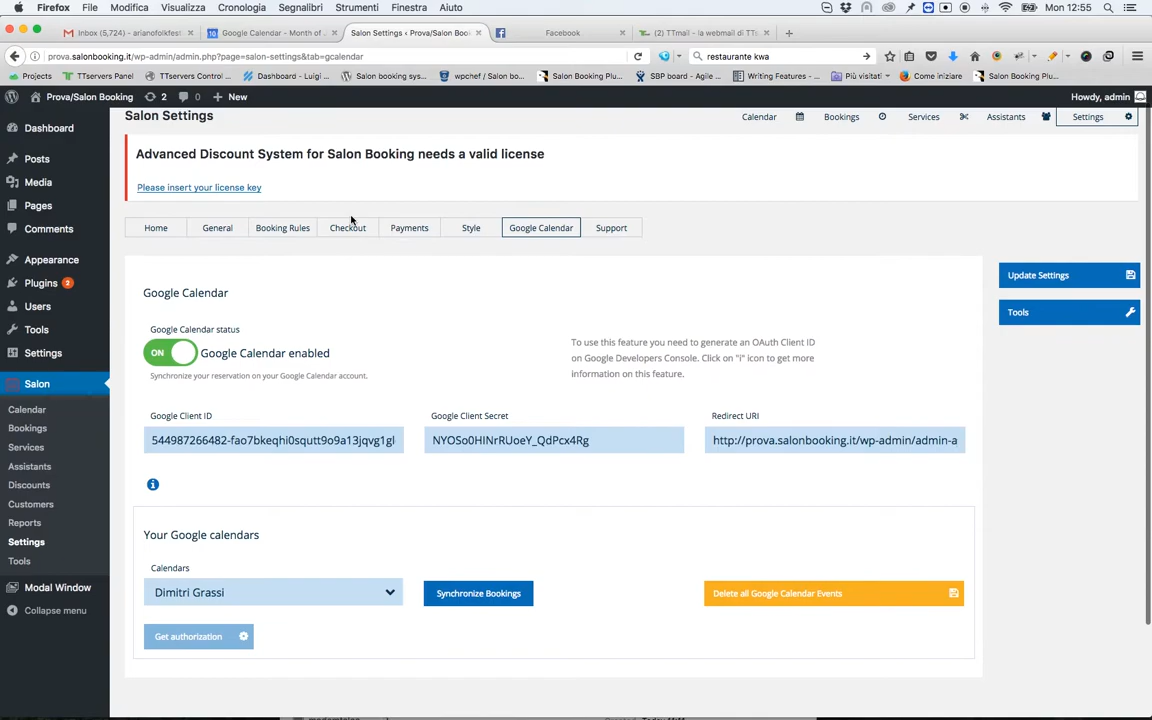 Firefox File Modifica Visualizza Cronologia Segnalibri Strumenti Finestra Aiuto Mon 12:55
Inbox (5,724) - arianofolkfest Google Calendar - Month of Salon Settings ‹ Prova/Salon Boo Facebook (2) TTmail - la webmail di TTs
prova.salonbooking.it/wp-admin/admin.php?page=salon-settings&tab=gcalendar restaurante kwa
Projects TTservers Panel TTservers Control ... Dashboard - Luigi ... Salon booking sys... wpchef / Salon bo... Salon Booking Plu... SBP board - Agile ... Writing Features - ... Più visitati Come iniziare Salon Booking Plu...
Prova/Salon Booking 2 0 New Howdy, admin
Salon Settings Calendar Bookings Services Assistants Settings
Dashboard
Posts
Media
Pages
Comments
Appearance
Plugins 2
Users
Tools
Settings
Salon
Calendar
Bookings
Services
Assistants
Discounts
Customers
Reports
Settings
Tools
Modal Window
Collapse menu
Advanced Discount System for Salon Booking needs a valid license
Please insert your license key
Home General Booking Rules Checkout Payments Style Google Calendar Support
Update Settings
Tools
Google Calendar
Google Calendar status
ON Google Calendar enabled
Synchronize your reservation on your Google Calendar account.
To use this feature you need to generate an OAuth Client ID
on Google Developers Console. Click on "i" icon to get more
information on this feature.
Google Client ID Google Client Secret Redirect URI
544987266482-fao7bkeqhi0squtt9o9a13jqvg1gl NYOSo0HINrRUoeY_QdPcx4Rg http://prova.salonbooking.it/wp-admin/admin-a
Your Google calendars
Calendars
Dimitri Grassi Synchronize Bookings Delete all Google Calendar Events
Get authorization